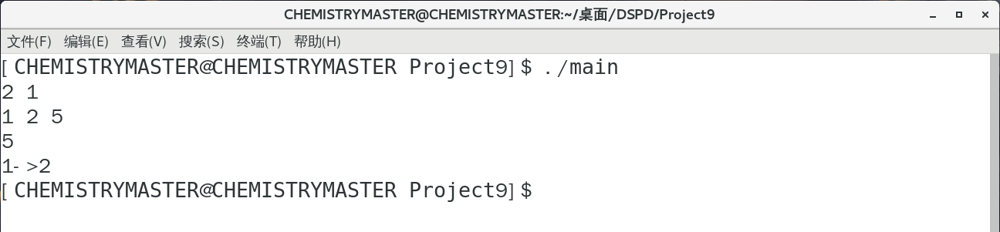 CHEMISTRYMASTER@CHEMISTRYMASTER:~/桌面/DSPD/Project9
文件(F) 编辑(E) 查看(V) 搜索(S) 终端(T) 帮助(H)
[CHEMISTRYMASTER@CHEMISTRYMASTER Project9]$ ./main
2 1
1 2 5
5
1->2
[CHEMISTRYMASTER@CHEMISTRYMASTER Project9]$